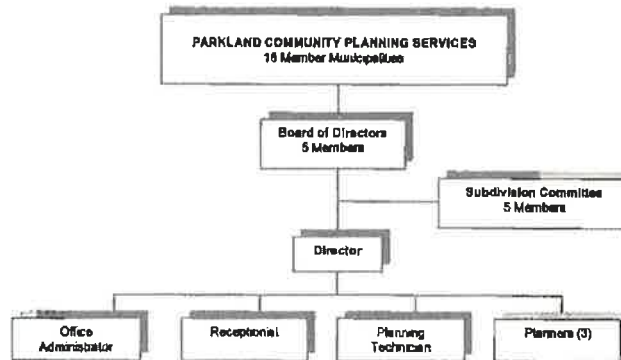 PARKLAND COMMUNITY PLANNING SERVICES
16 Member Municipalities
Board of Directors
5 Members
Subdivision Committee
5 Members
Director
Office
Administrator
Receptionist
Planning
Technician
Planners (3)